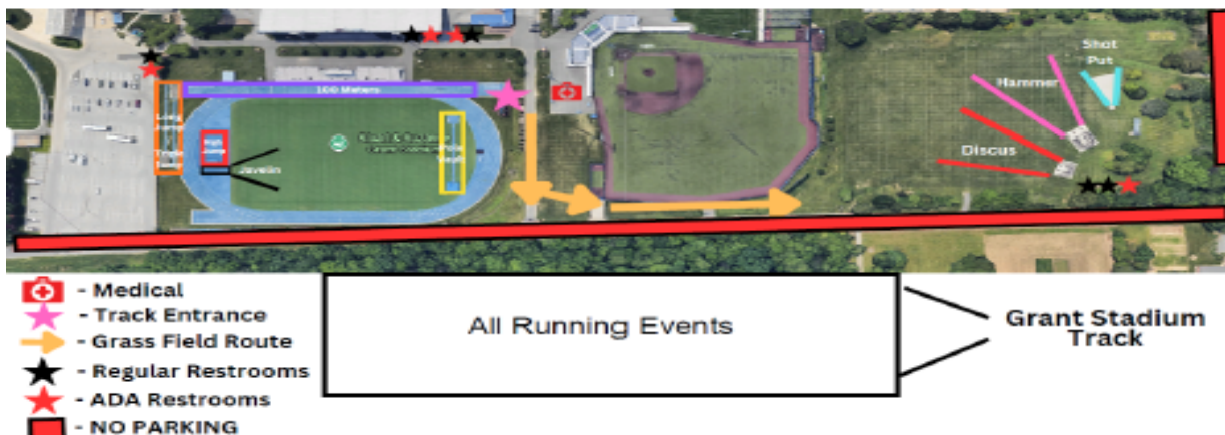 100 Meters
Long
Jump
Triple
Jump
High
Jump
Javelin
Pole
Vault
Shot
Put
Hammer
Discus
- Medical
- Track Entrance
- Grass Field Route
- Regular Restrooms
- ADA Restrooms
- NO PARKING
All Running Events
Grant Stadium
Track